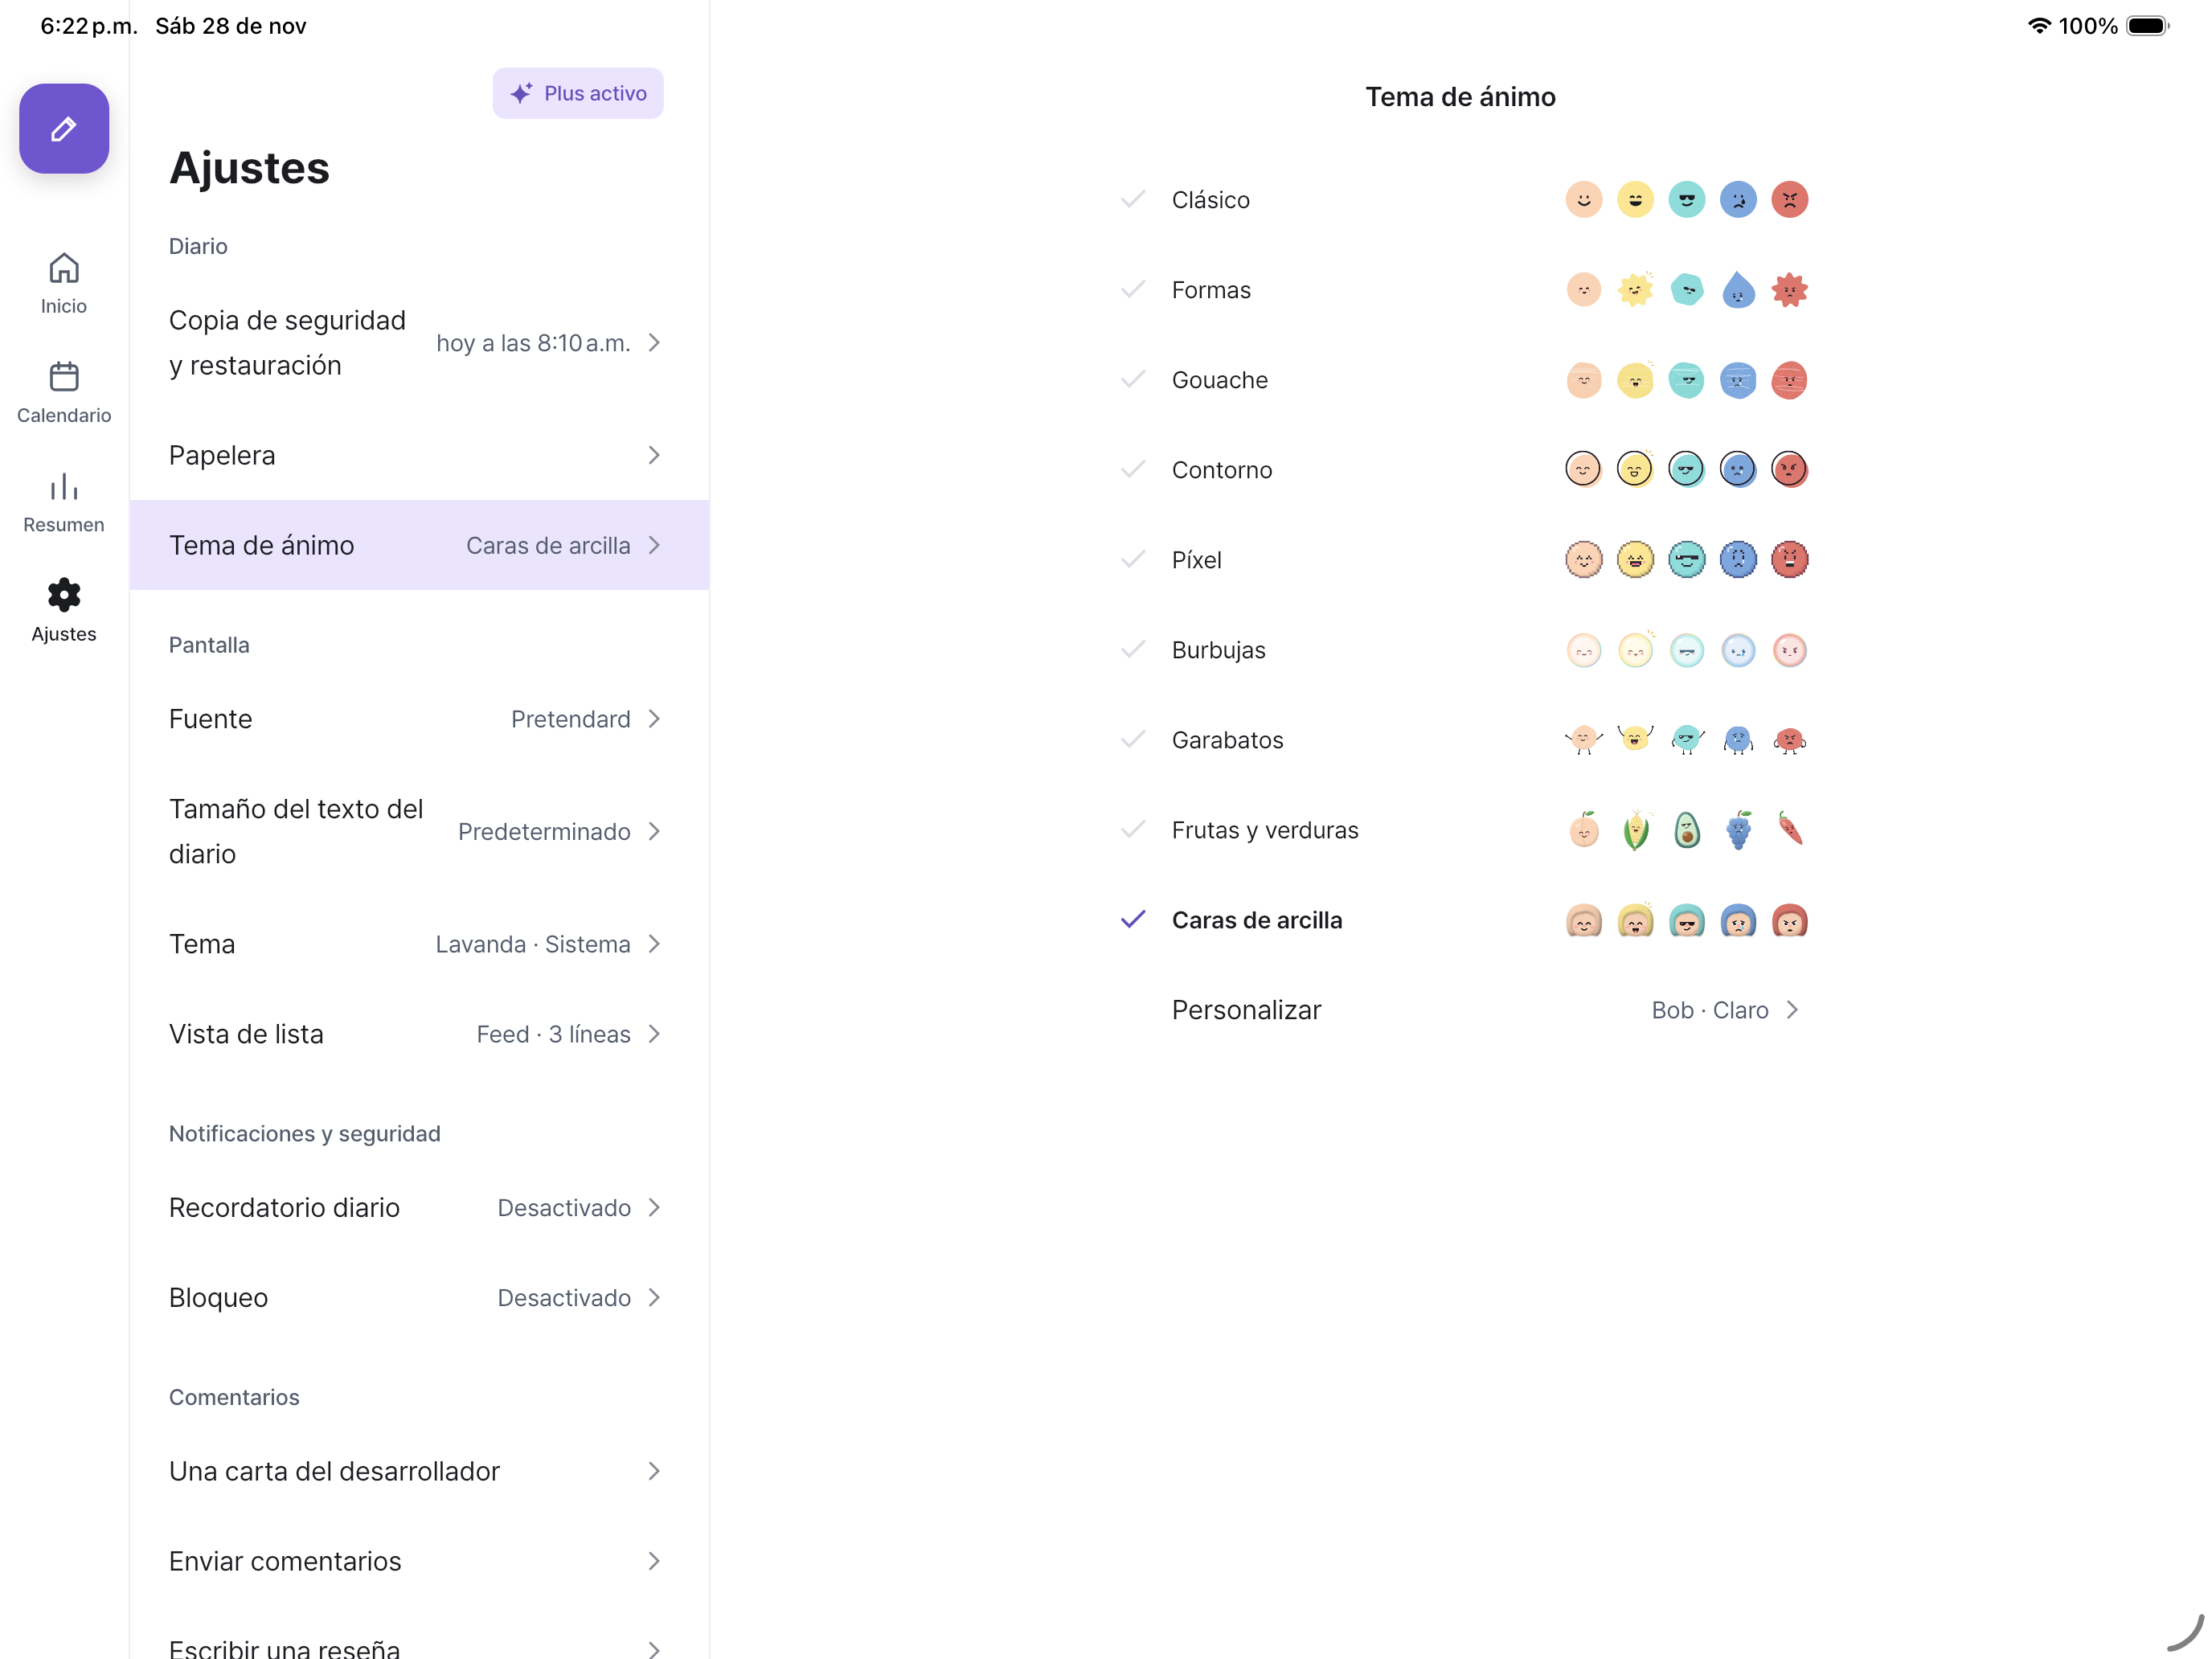 6:22 p.m. Sáb 28 de nov
100%
Inicio
Calendario
Resumen
Ajustes
Plus activo
Ajustes
Diario
Copia de seguridad
y restauración
hoy a las 8:10 a.m.
Papelera
Tema de ánimo
Caras de arcilla
Pantalla
Fuente
Pretendard
Tamaño del texto del
diario
Predeterminado
Tema
Lavanda · Sistema
Vista de lista
Feed · 3 líneas
Notificaciones y seguridad
Recordatorio diario
Desactivado
Bloqueo
Desactivado
Comentarios
Una carta del desarrollador
Enviar comentarios
Escribir una reseña
Tema de ánimo
Clásico
Formas
Gouache
Contorno
Píxel
Burbujas
Garabatos
Frutas y verduras
Caras de arcilla
Personalizar
Bob · Claro